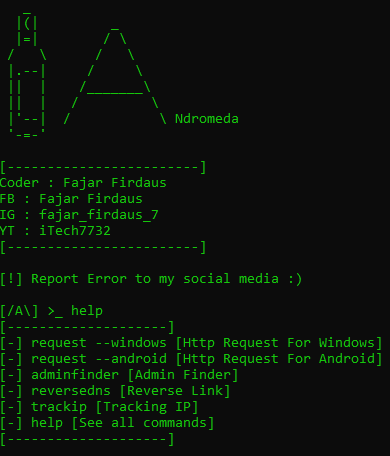 Ndromeda
[------------------------]
Coder : Fajar Firdaus
FB : Fajar Firdaus
IG : fajar_firdaus_7
YT : iTech7732
[------------------------]
[!] Report Error to my social media :)
[/A\] >_ help
[--------------------]
[-] request --windows [Http Request For Windows]
[-] request --android [Http Request For Android]
[-] adminfinder [Admin Finder]
[-] reversedns [Reverse Link]
[-] trackip [Tracking IP]
[-] help [See all commands]
[--------------------]